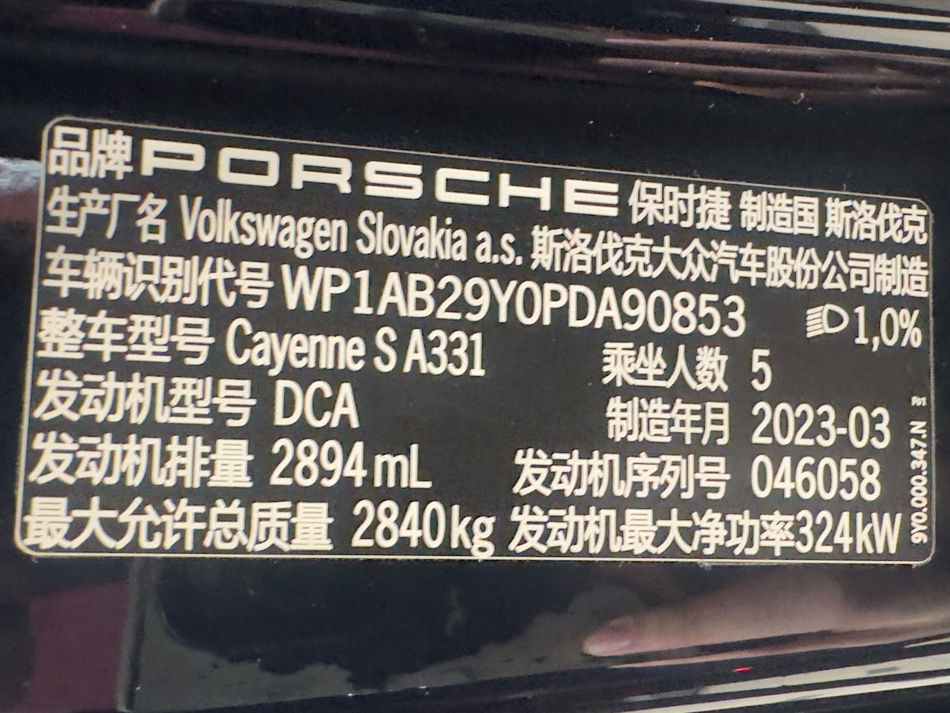 品牌 PORSCHE 保时捷 制造国 斯洛伐克
生产厂名 Volkswagen Slovakia a.s. 斯洛伐克大众汽车股份公司制造
车辆识别代号 WP1AB29Y0PDA90853 1,0%
整车型号 Cayenne S A331 乘坐人数 5
发动机型号 DCA 制造年月 2023-03
发动机排量 2894 mL 发动机序列号 046058
最大允许总质量 2840 kg 发动机最大净功率 324kW
9Y0.000.347.N